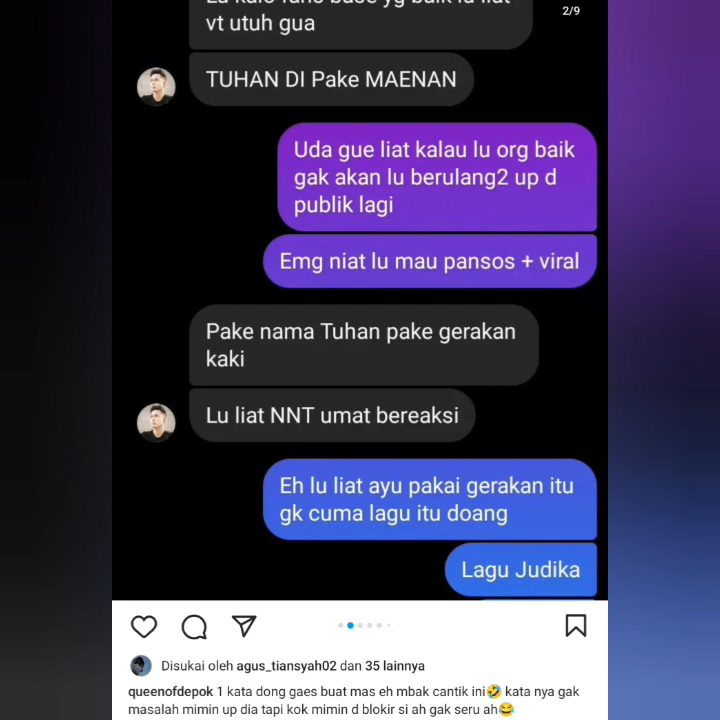 2/9
vt utuh gua
TUHAN DI Pake MAENAN
Uda gue liat kalau lu org baik
gak akan lu berulang2 up d
publik lagi
Emg niat lu mau pansos + viral
Pake nama Tuhan pake gerakan
kaki
Lu liat NNT umat bereaksi
Eh lu liat ayu pakai gerakan itu
gk cuma lagu itu doang
Lagu Judika
Disukai oleh agus_tiansyah02 dan 35 lainnya
queenofdepok 1 kata dong gaes buat mas eh mbak cantik ini🤣 kata nya gak
masalah mimin up dia tapi kok mimin d blokir si ah gak seru ah😂